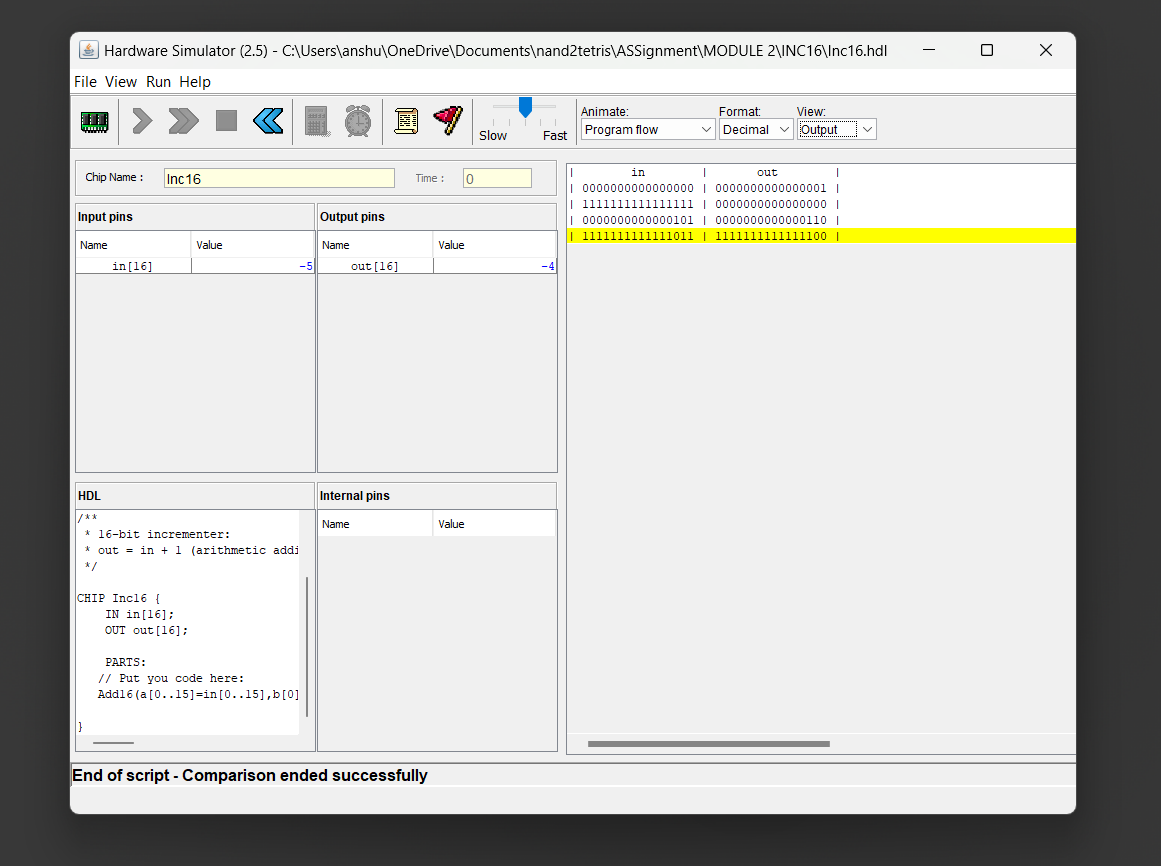 Hardware Simulator (2.5) - C:\Users\anshu\OneDrive\Documents\nand2tetris\ASSignment\MODULE 2\INC16\Inc16.hdl
File View Run Help
Slow Fast
Animate: Format: View:
Program flow Decimal Output
Chip Name : Inc16 Time : 0
Input pins
Name Value
in[16] -5
Output pins
Name Value
out[16] -4
HDL
/**
* 16-bit incrementer:
* out = in + 1 (arithmetic addi
*/
CHIP Inc16 {
IN in[16];
OUT out[16];
PARTS:
// Put you code here:
Add16(a[0..15]=in[0..15],b[0]
}
Internal pins
Name Value
| in | out |
| 0000000000000000 | 0000000000000001 |
| 1111111111111111 | 0000000000000000 |
| 0000000000000101 | 0000000000000110 |
| 1111111111111011 | 1111111111111100 |
End of script - Comparison ended successfully